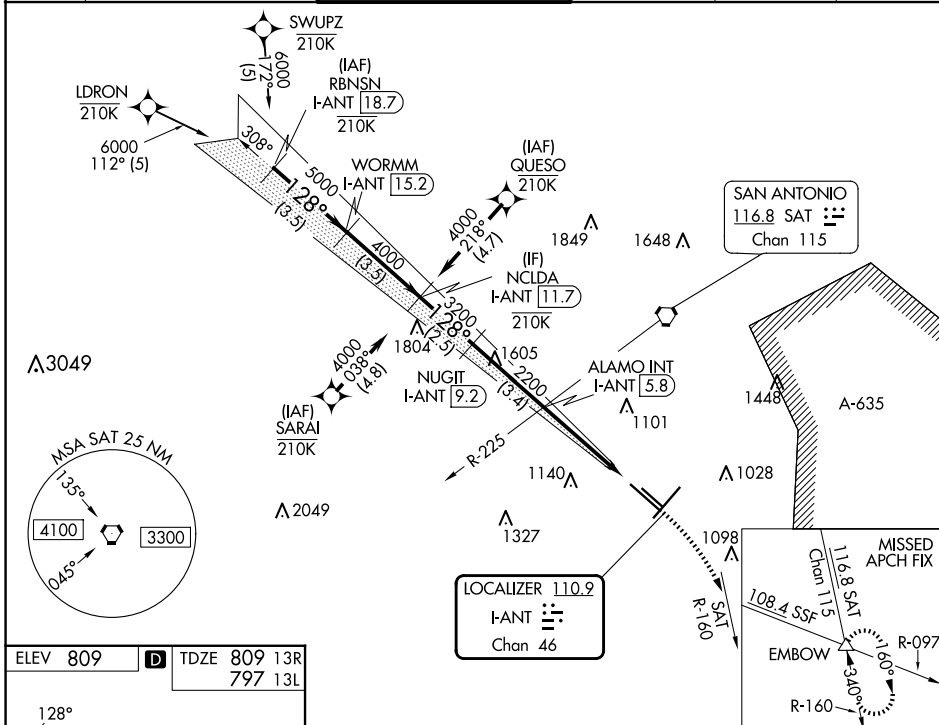 SWUPZ
210K
6000
172°
(5)
LDRON
210K
6000
112° (5)
(IAF)
RBNSN
I-ANT 18.7
210K
308°
5000
128°
(3.5)
WORMM
I-ANT 15.2
4000
(3.5)
(IAF)
QUESO
210K
4000
218°
(4.7)
1849
1648
SAN ANTONIO
116.8 SAT
Chan 115
(IF)
NCLDA
I-ANT 11.7
210K
3200
128°
(2.5)
1804
1605
2200
(3.4)
NUGIT
I-ANT 9.2
ALAMO INT
I-ANT 5.8
3049
4000
038°
(4.8)
(IAF)
SARAI
210K
R-225
1101
1448
A-635
1140
1028
MSA SAT 25 NM
135°
4100
3300
045°
2049
1327
1098
SAT
R-160
LOCALIZER 110.9
I-ANT
Chan 46
MISSED
APCH FIX
116.8 SAT
Chan 115
108.4 SSF
EMBOW
R-097
160°
340°
R-160
ELEV 809
D
TDZE 809 13R
797 13L
128°